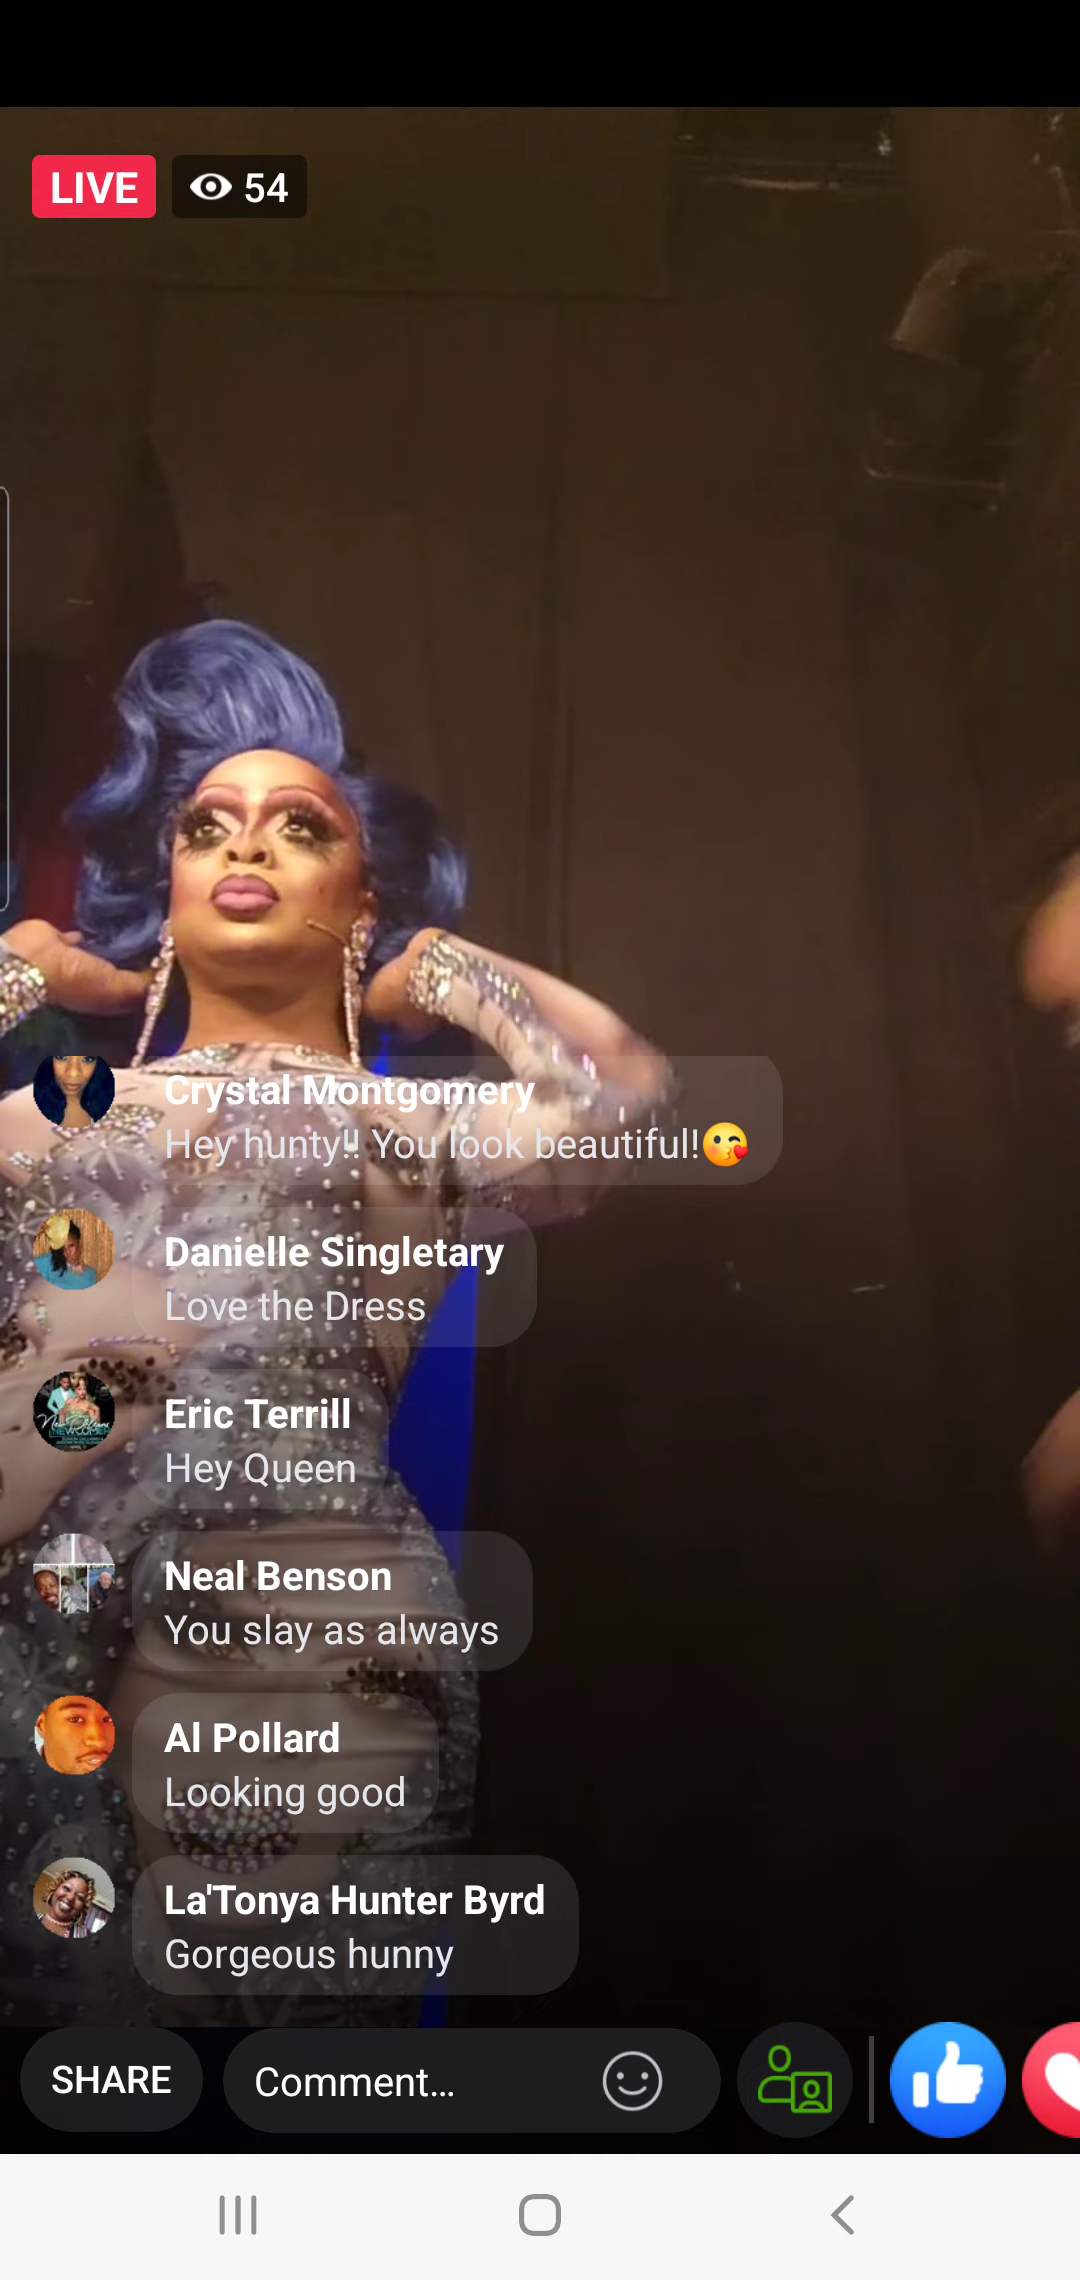 LIVE 54
Crystal Montgomery
Hey hunty!! You look beautiful!😘
Danielle Singletary
Love the Dress
Eric Terrill
Hey Queen
Neal Benson
You slay as always
Al Pollard
Looking good
La'Tonya Hunter Byrd
Gorgeous hunny
SHARE Comment...